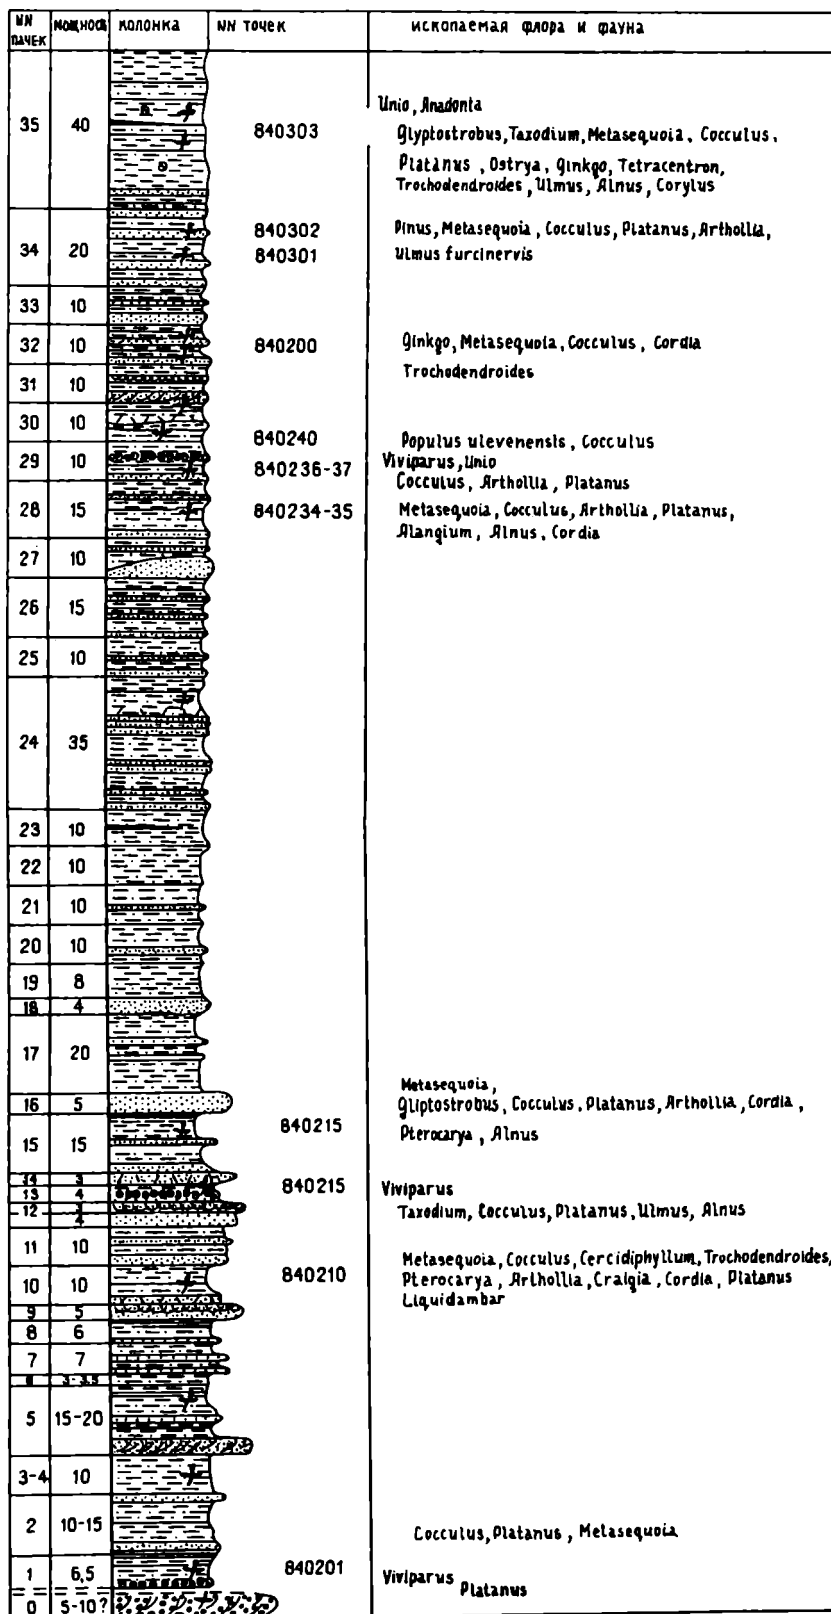 NN ПАЧЕК МОЩНОСТЬ КОЛОНКА NN ТОЧЕК ИСКОПАЕМАЯ ФЛОРА И ФАУНА
Unio, Anadonta
35 40 840303 Glyptostrobus, Taxodium, Metasequoia, Cocculus,
Platanus, Ostrya, Ginkgo, Tetracentron,
Trochodendroides, Ulmus, Alnus, Corylus
840302 Pinus, Metasequoia, Cocculus, Platanus, Arthollia,
34 20 840301 Ulmus furcinervis
33 10
32 10 840200 Ginkgo, Metasequoia, Cocculus, Cordia
Trochodendroides
31 10
30 10 840240 Populus ulevenensis, Cocculus
29 10 Viviparus, Unio
840236-37 Cocculus, Arthollia, Platanus
28 15 840234-35 Metasequoia, Cocculus, Arthollia, Platanus,
Alangium, Alnus, Cordia
27 10
26 15
25 10
24 35
23 10
22 10
21 10
20 10
19 8
18 4
17 20
Metasequoia,
16 5 Gliptostrobus, Cocculus, Platanus, Arthollia, Cordia,
840215
15 15 Pterocarya, Alnus
14 3
13 4 840215 Viviparus
12 Taxodium, Cocculus, Platanus, Ulmus, Alnus
4
11 10 Metasequoia, Cocculus, Cercidiphyllum, Trochodendroides,
10 10 840210 Pterocarya, Arthollia, Craigia, Cordia, Platanus
9 5 Liquidambar
8 6
7 7
6 3-3,5
5 15-20
3-4 10
2 10-15 Cocculus, Platanus, Metasequoia
1 6,5 840201 Viviparus
Platanus
0 5-10?